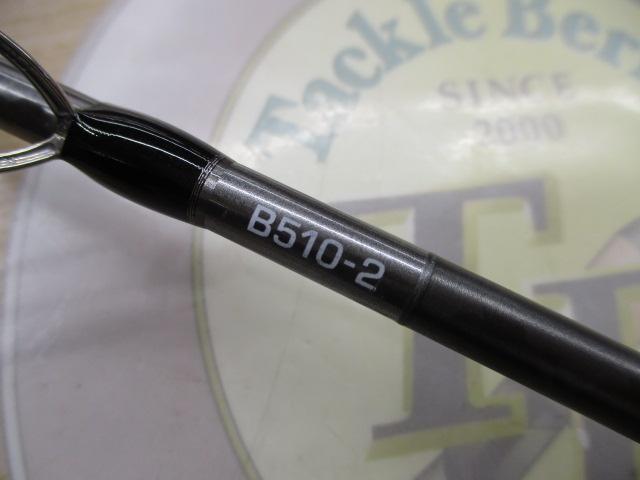 Tackle Berr
SINCE
2000
T
B510-2